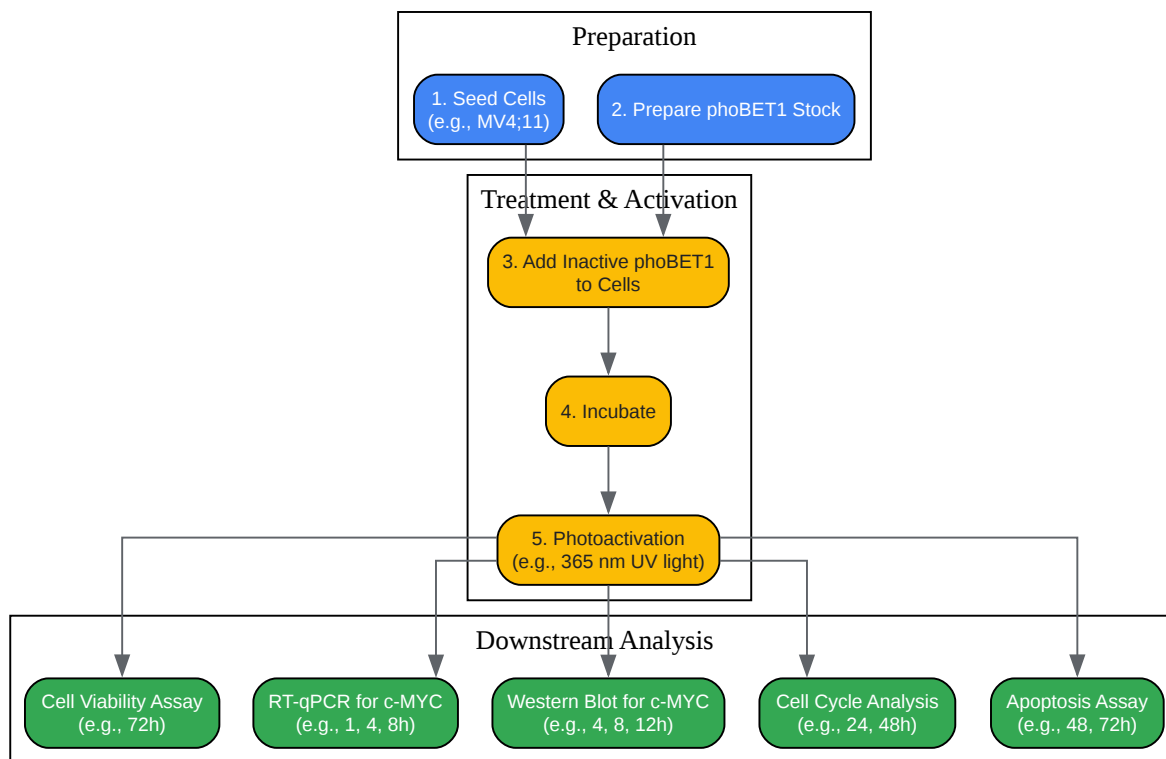 Preparation
1. Seed Cells
(e.g., MV4;11)
2. Prepare phoBET1 Stock
Treatment & Activation
3. Add Inactive phoBET1
to Cells
4. Incubate
5. Photoactivation
(e.g., 365 nm UV light)
Downstream Analysis
Cell Viability Assay
(e.g., 72h)
RT-qPCR for c-MYC
(e.g., 1, 4, 8h)
Western Blot for c-MYC
(e.g., 4, 8, 12h)
Cell Cycle Analysis
(e.g., 24, 48h)
Apoptosis Assay
(e.g., 48, 72h)